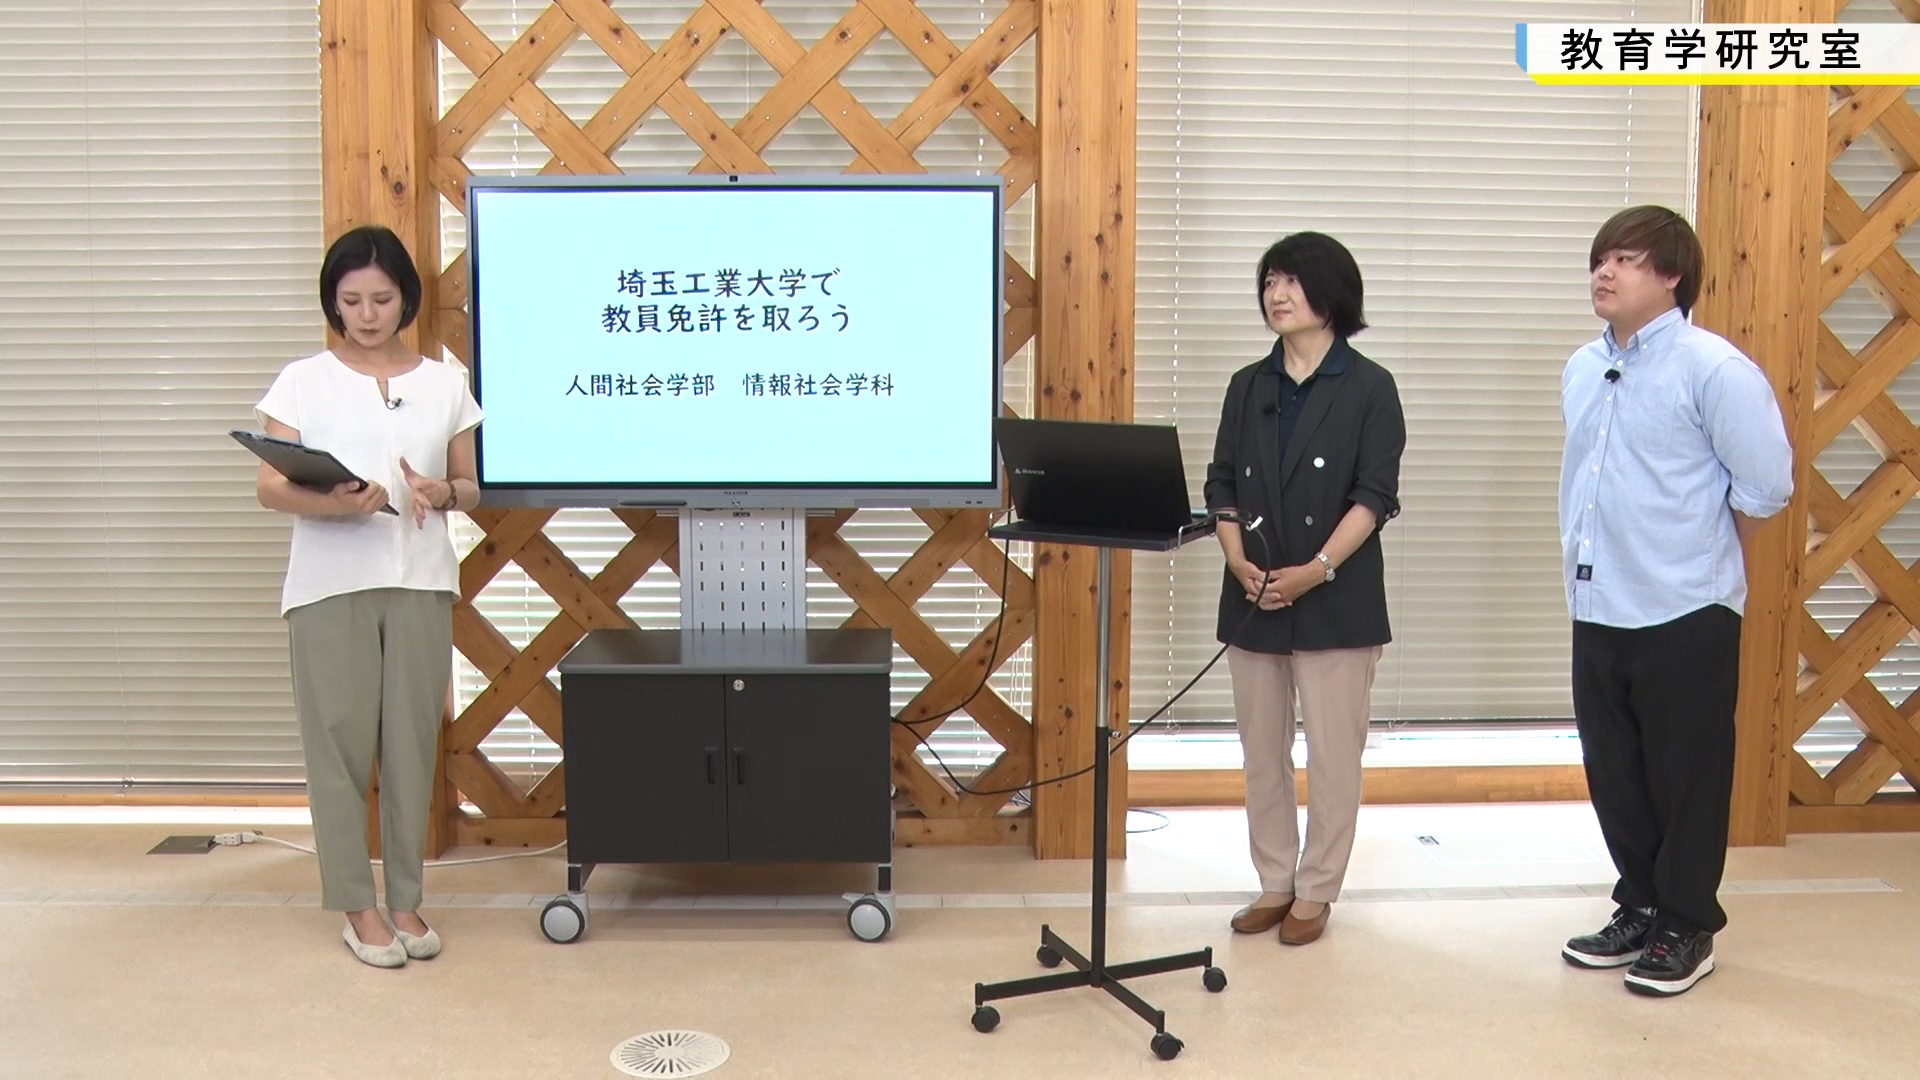 教育学研究室
埼玉工業大学で
教員免許を取ろう
人間社会学部　情報社会学科